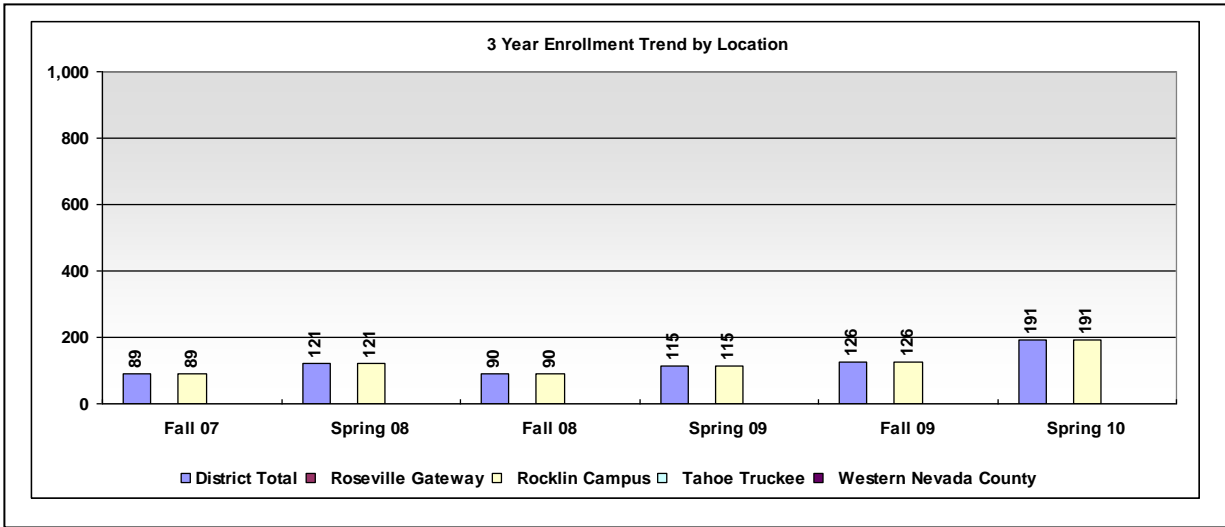 3 Year Enrollment Trend by Location
1,000
800
600
400
200
0
89 89 121 121 90 90 115 115 126 126 191 191
Fall 07 Spring 08 Fall 08 Spring 09 Fall 09 Spring 10
District Total Roseville Gateway Rocklin Campus Tahoe Truckee Western Nevada County